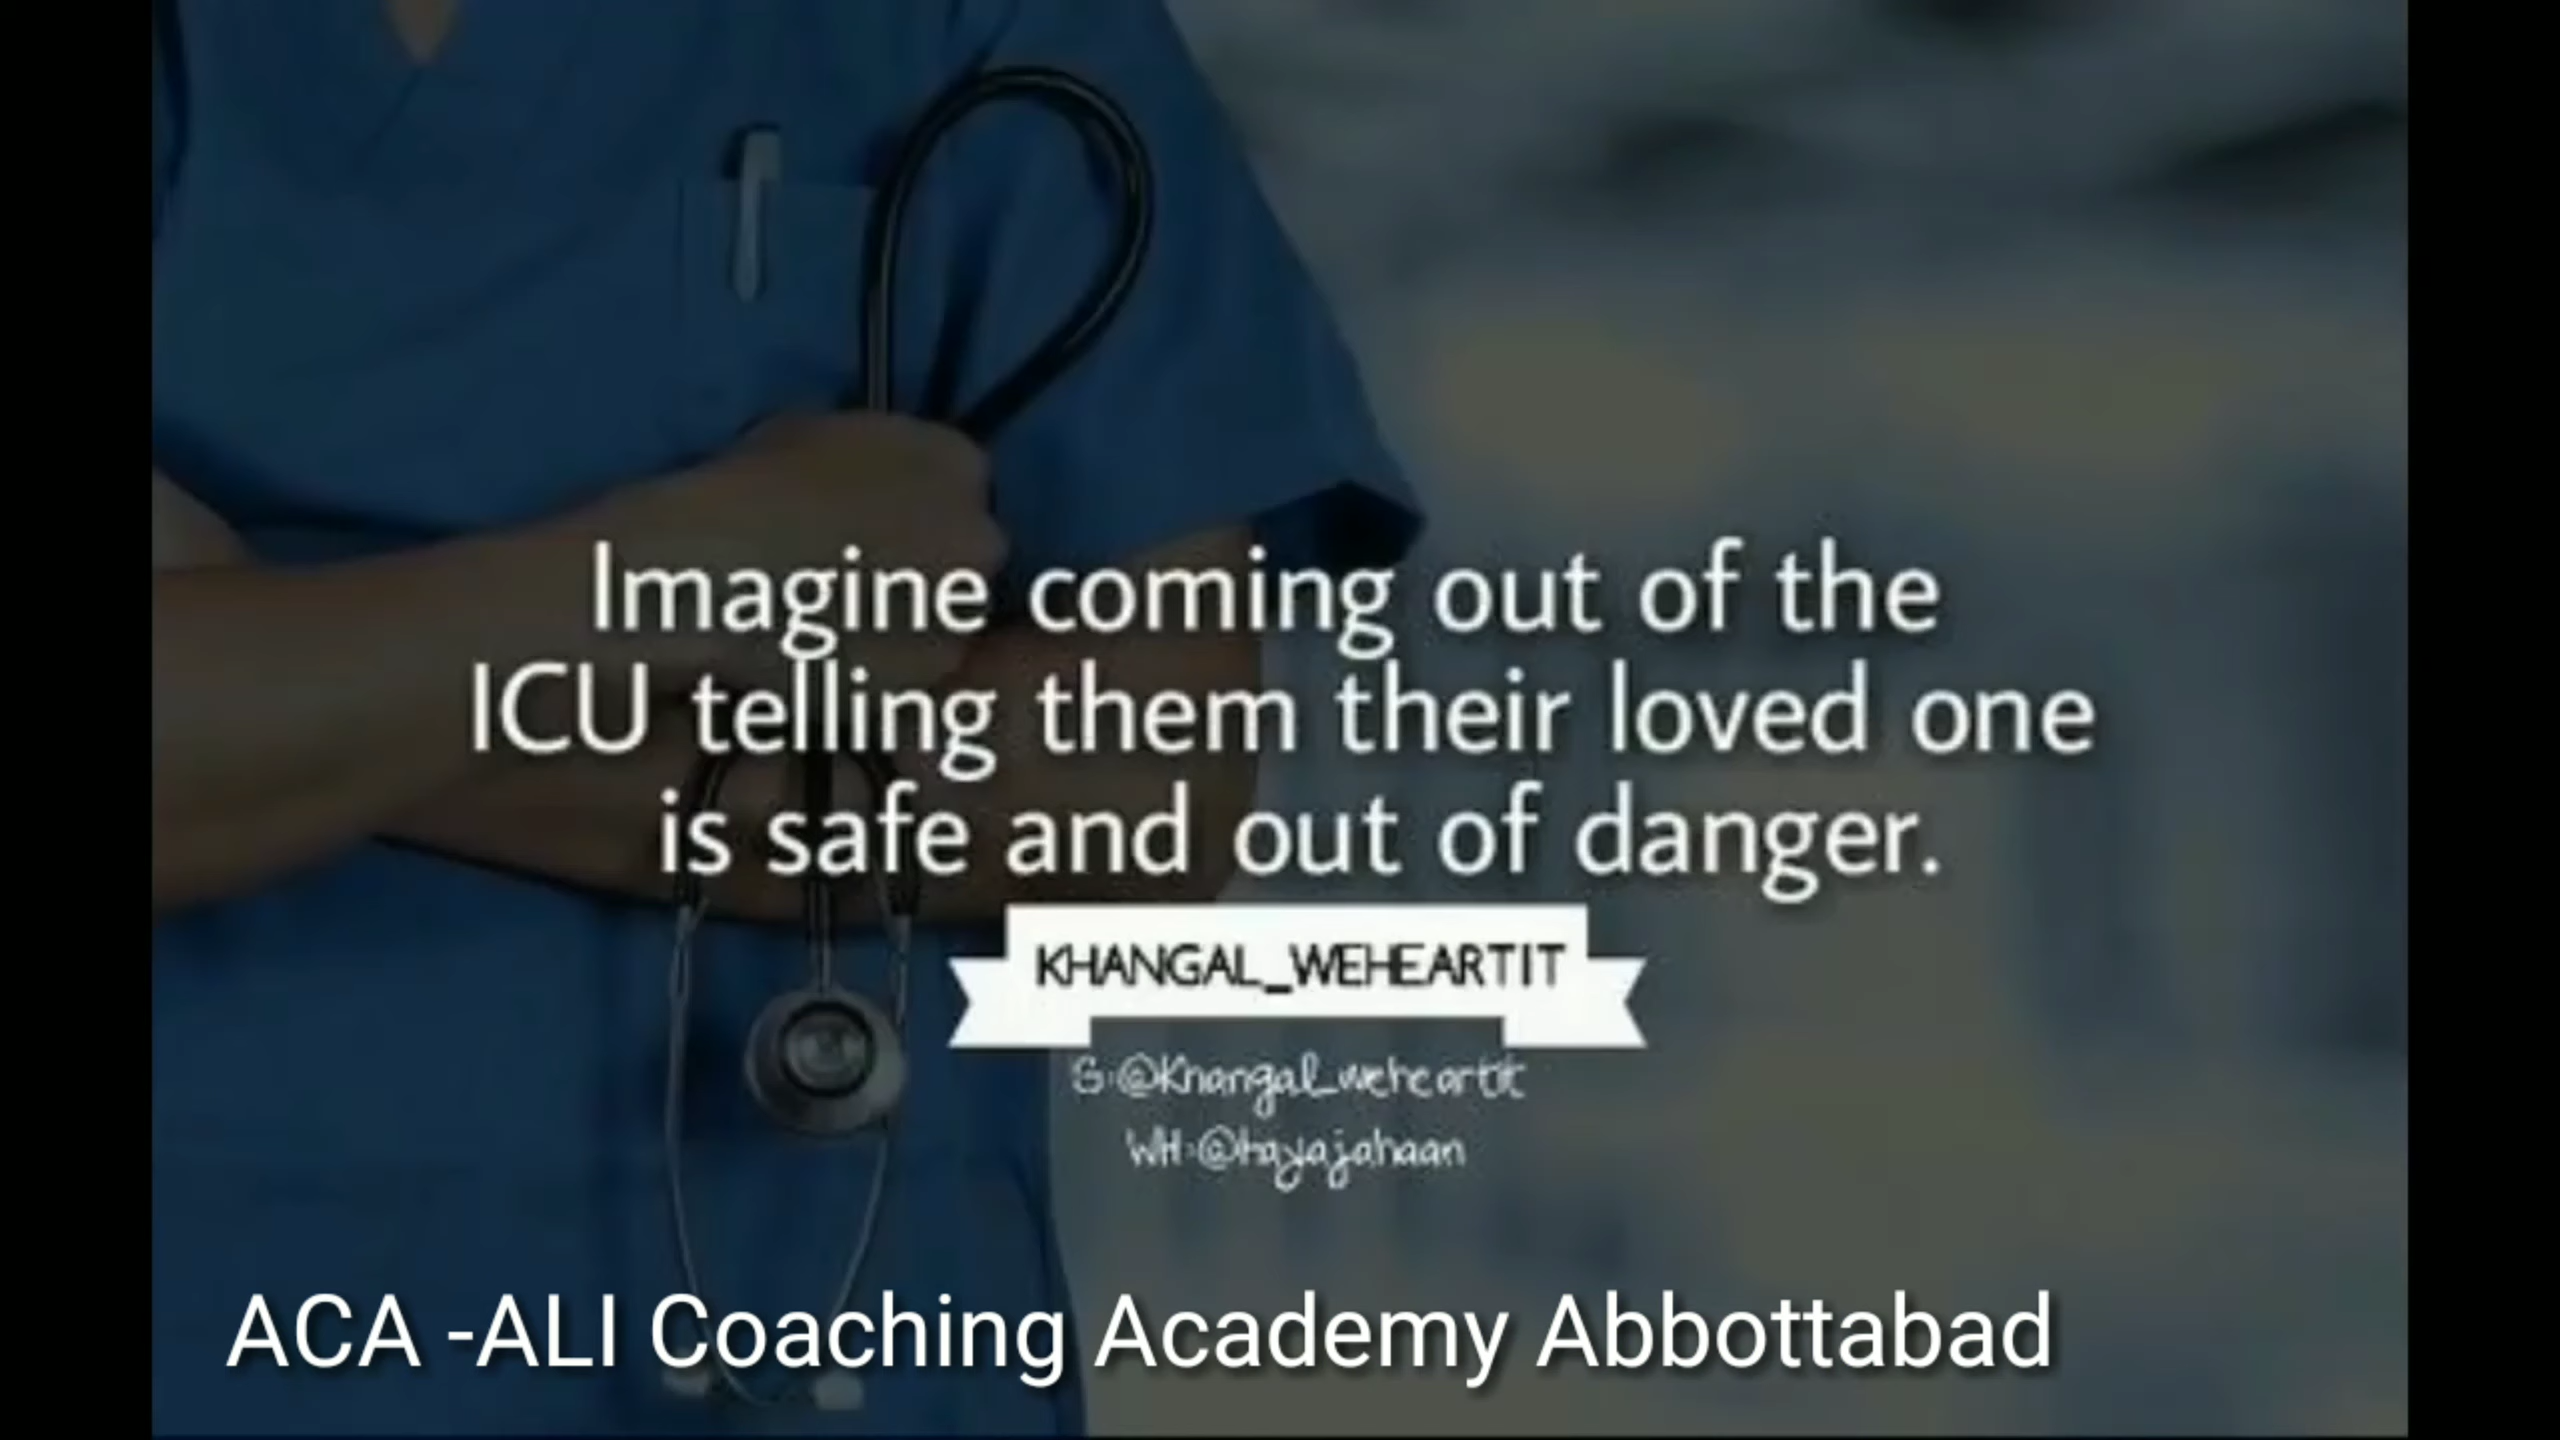 Imagine coming out of the
ICU telling them their loved one
is safe and out of danger.
KHANGAL_WEHEARTIT
G:@Khangal_weheartit
WH:@hayajahaan
ACA -ALI Coaching Academy Abbottabad